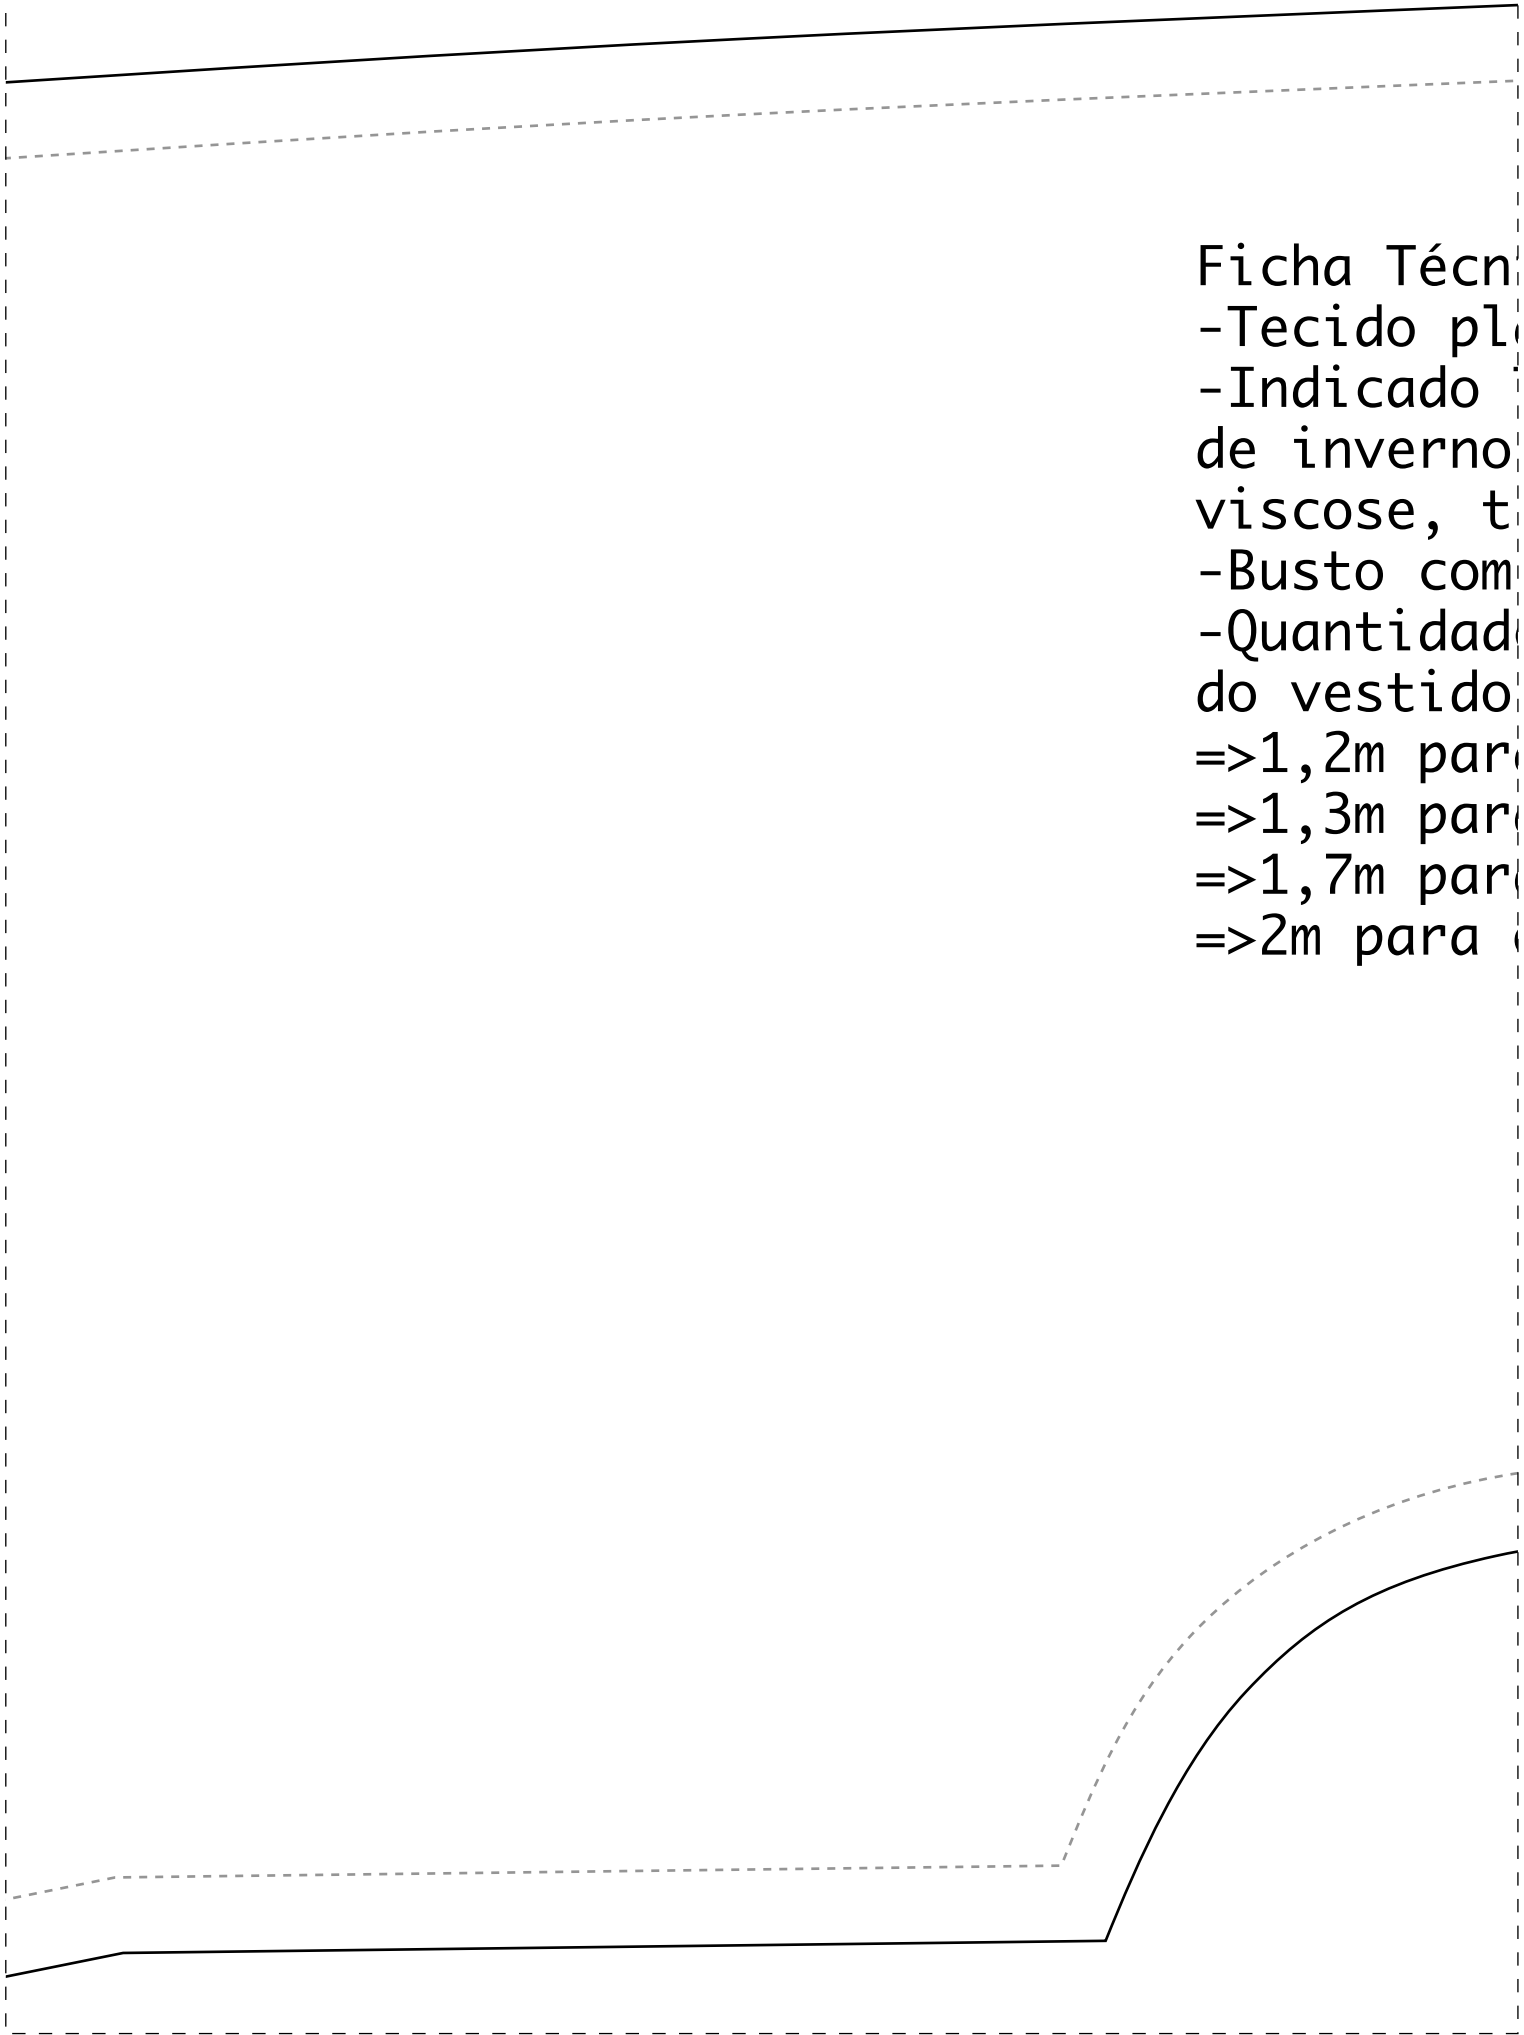 Ficha Técn
-Tecido pl
-Indicado
de inverno
viscose, t
-Busto com
-Quantidad
do vestido
=>1,2m par
=>1,3m par
=>1,7m par
=>2m para